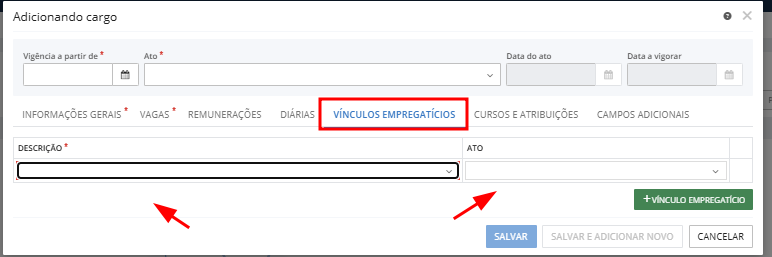 Adicionando cargo
Vigência a partir de * Ato * Data do ato Data a vigorar
INFORMAÇÕES GERAIS * VAGAS * REMUNERAÇÕES DIÁRIAS VÍNCULOS EMPREGATÍCIOS CURSOS E ATRIBUIÇÕES CAMPOS ADICIONAIS
DESCRIÇÃO * ATO
+ VÍNCULO EMPREGATÍCIO
SALVAR SALVAR E ADICIONAR NOVO CANCELAR